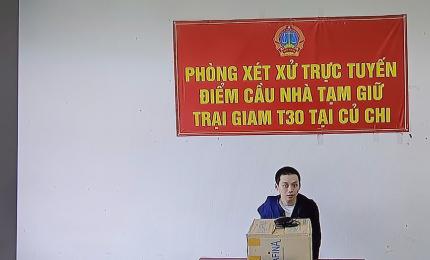 PHÒNG XÉT XỬ TRỰC TUYẾN
ĐIỂM CẦU NHÀ TẠM GIỮ
TRẠI GIAM T30 TẠI CỦ CHI